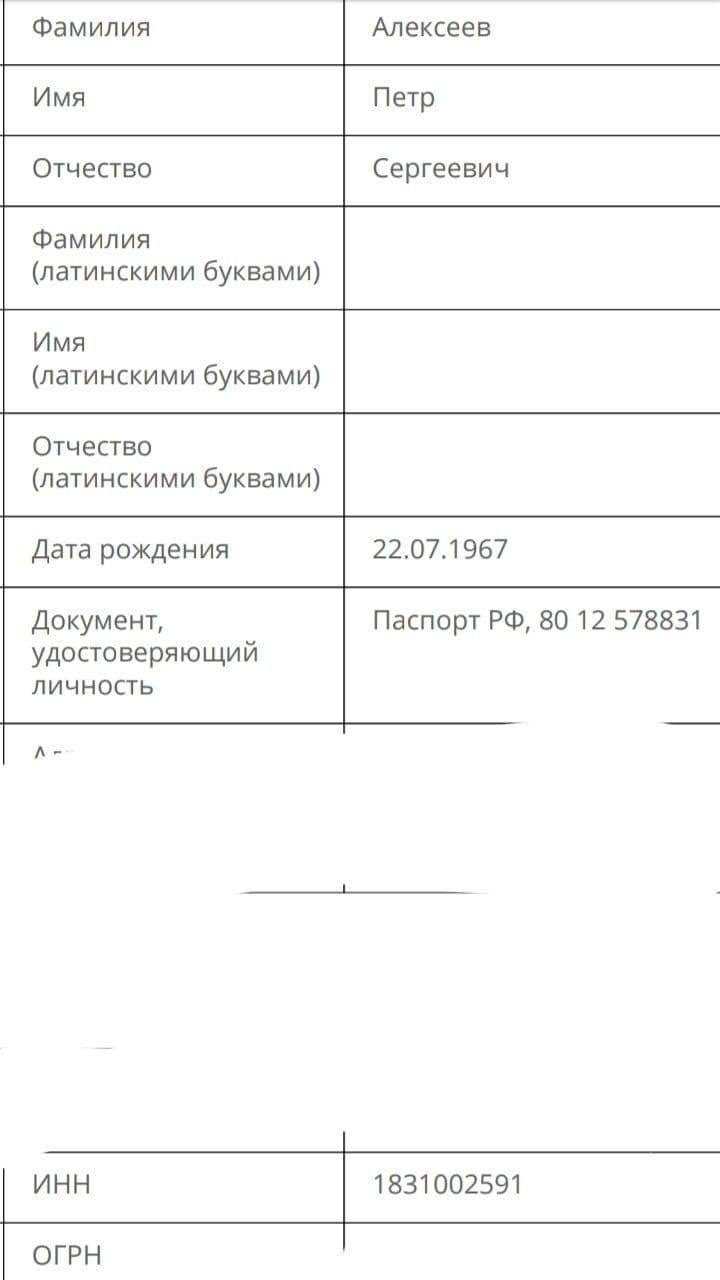 Фамилия Алексеев
Имя Петр
Отчество Сергеевич
Фамилия
(латинскими буквами)
Имя
(латинскими буквами)
Отчество
(латинскими буквами)
Дата рождения 22.07.1967
Документ, Паспорт РФ, 80 12 578831
удостоверяющий
личность
ИНН 1831002591
ОГРН